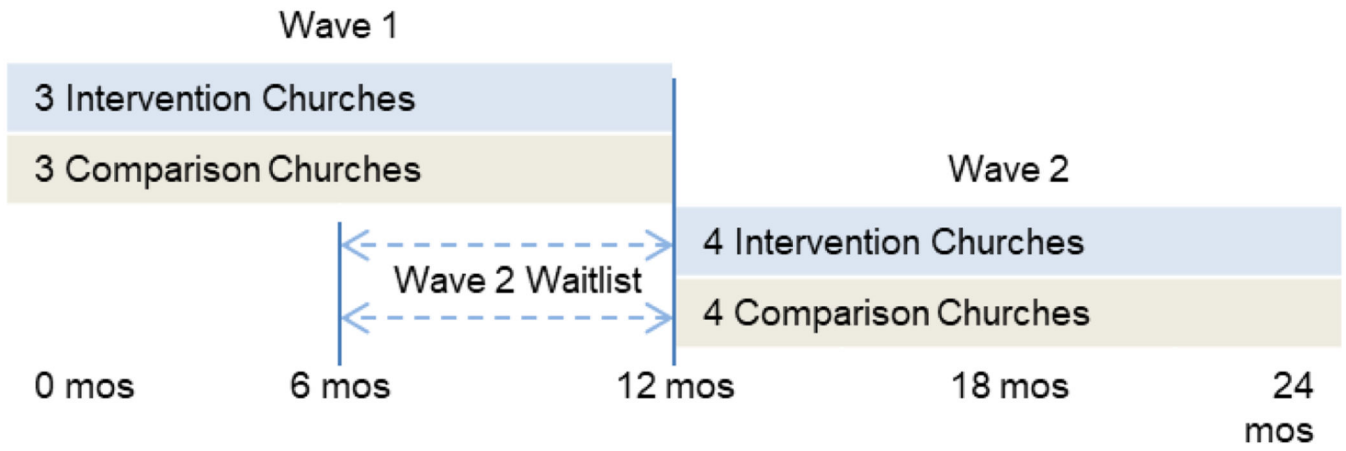 Wave 1
3 Intervention Churches
3 Comparison Churches
Wave 2
4 Intervention Churches
Wave 2 Waitlist
4 Comparison Churches
0 mos 6 mos 12 mos 18 mos 24
mos